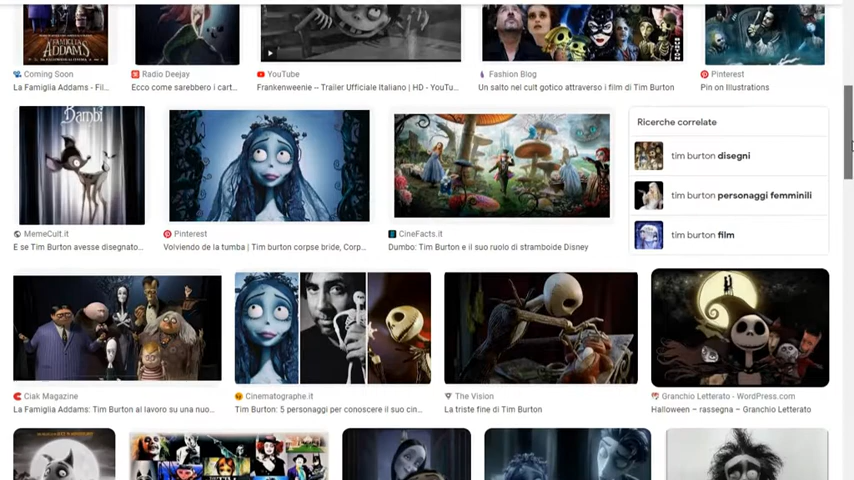 FAMIGLIA
ADDAMS
Coming Soon
La Famiglia Addams - Fil...
Radio Deejay
Ecco come sarebbero i cart...
YouTube
Frankenweenie – Trailer Ufficiale Italiano | HD - YouTu...
Fashion Blog
Un salto nel cult gotico attraverso i film di Tim Burton
Pinterest
Pin on Illustrations
Bambi
MemeCult.it
E se Tim Burton avesse disegnato...
Pinterest
Volviendo de la tumba | Tim burton corpse bride, Corp...
CineFacts.it
Dumbo: Tim Burton e il suo ruolo di stramboide Disney
Ricerche correlate
tim burton disegni
tim burton personaggi femminili
tim burton film
Ciak Magazine
La Famiglia Addams: Tim Burton al lavoro su una nuo...
Cinematographe.it
Tim Burton: 5 personaggi per conoscere il suo cin...
The Vision
La triste fine di Tim Burton
Granchio Letterato - WordPress.com
Halloween – rassegna – Granchio Letterato